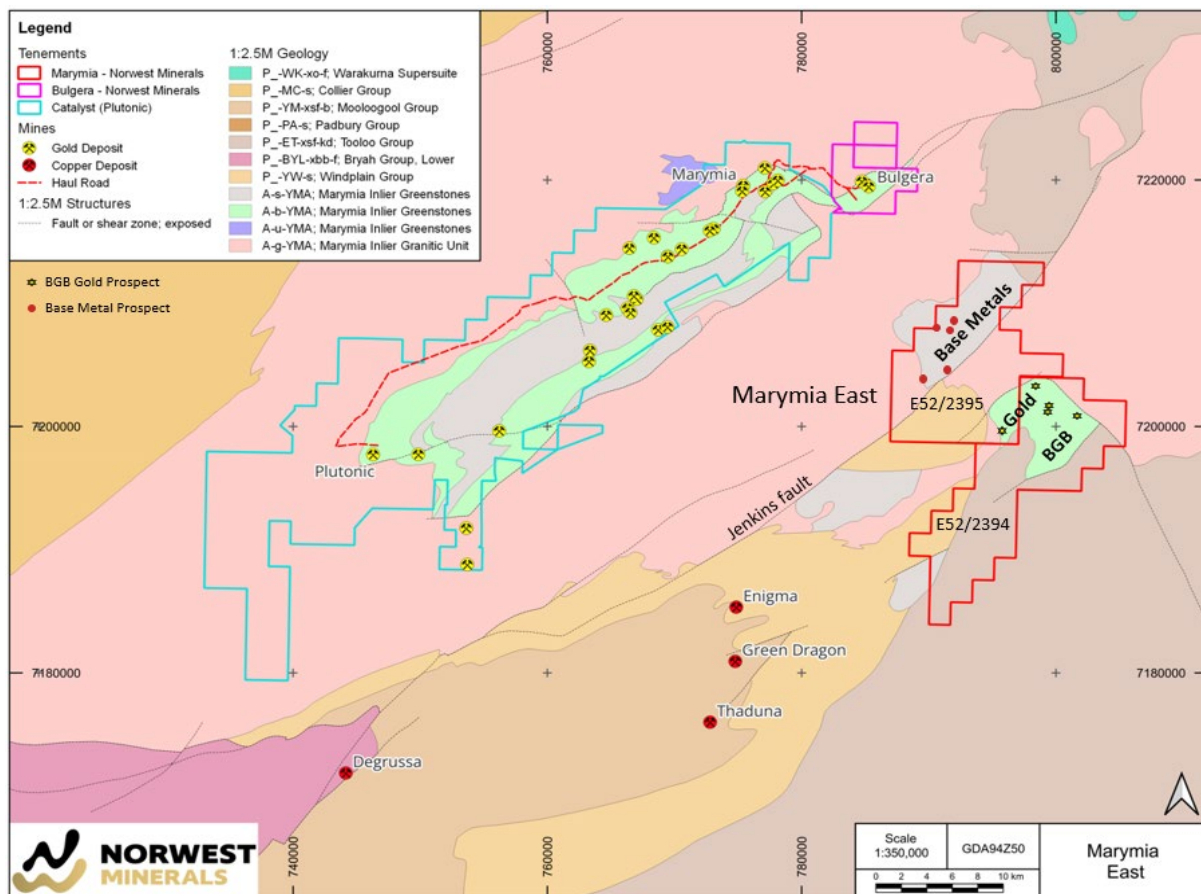 Legend
Tenements
Marymia - Norwest Minerals
Bulgera - Norwest Minerals
Catalyst (Plutonic)
Mines
Gold Deposit
Copper Deposit
Haul Road
1:2.5M Structures
Fault or shear zone; exposed
1:2.5M Geology
P_-WK-xo-f; Warakurna Supersuite
P_-MC-s; Collier Group
P_-YM-xsf-b; Mooloogool Group
P_-PA-s; Padbury Group
P_-ET-xsf-kd; Tooloo Group
P_-BYL-xbb-f; Bryah Group, Lower
P_-YW-s; Windplain Group
A-s-YMA; Marymia Inlier Greenstones
A-b-YMA; Marymia Inlier Greenstones
A-u-YMA; Marymia Inlier Greenstones
A-g-YMA; Marymia Inlier Granitic Unit
BGB Gold Prospect
Base Metal Prospect
760000
780000
800000
Marymia
Bulgera
7220000
Base Metals
Marymia East
E52/2395
Gold
BGB
7200000
7200000
Plutonic
Jenkins fault
E52/2394
Enigma
Green Dragon
7180000
7180000
Thaduna
Degrussa
740000
760000
780000
NORWEST
MINERALS
Scale
1:350,000
GDA94Z50
0 2 4 6 8 10 km
Marymia
East